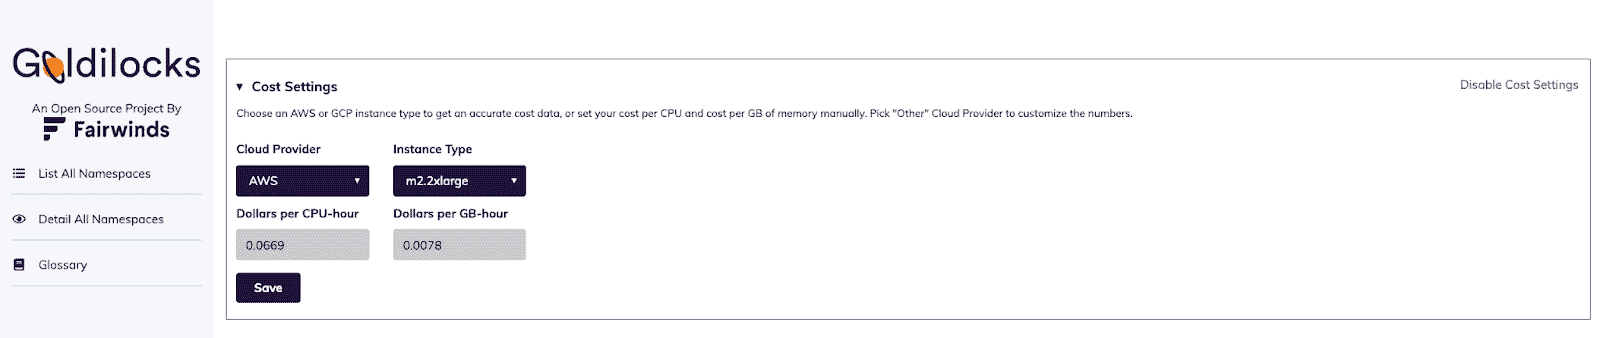 Goldilocks
An Open Source Project By
Fairwinds
List All Namespaces
Detail All Namespaces
Glossary
▼ Cost Settings
Disable Cost Settings
Choose an AWS or GCP instance type to get an accurate cost data, or set your cost per CPU and cost per GB of memory manually. Pick "Other" Cloud Provider to customize the numbers.
Cloud Provider
Instance Type
AWS
m2.2xlarge
Dollars per CPU-hour
Dollars per GB-hour
0.0669
0.0078
Save